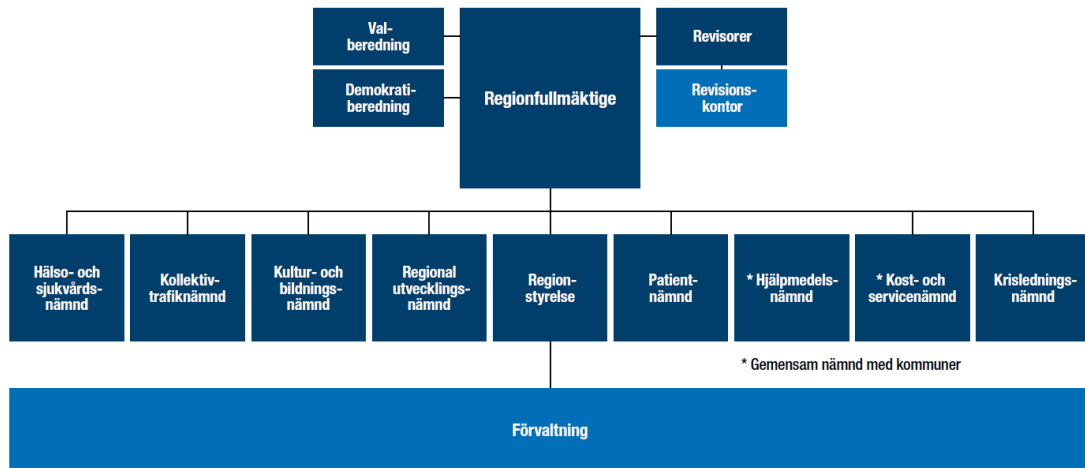 Val-
beredning
Demokrati-
beredning
Regionfullmäktige
Revisorer
Revisions-
kontor
Hälso- och
sjukvårds-
nämnd
Kollektiv-
trafiknämnd
Kultur- och
bildnings-
nämnd
Regional
utvecklings-
nämnd
Region-
styrelse
Patient-
nämnd
* Hjälpmedels-
nämnd
* Kost- och
servicenämnd
Krislednings-
nämnd
* Gemensam nämnd med kommuner
Förvaltning